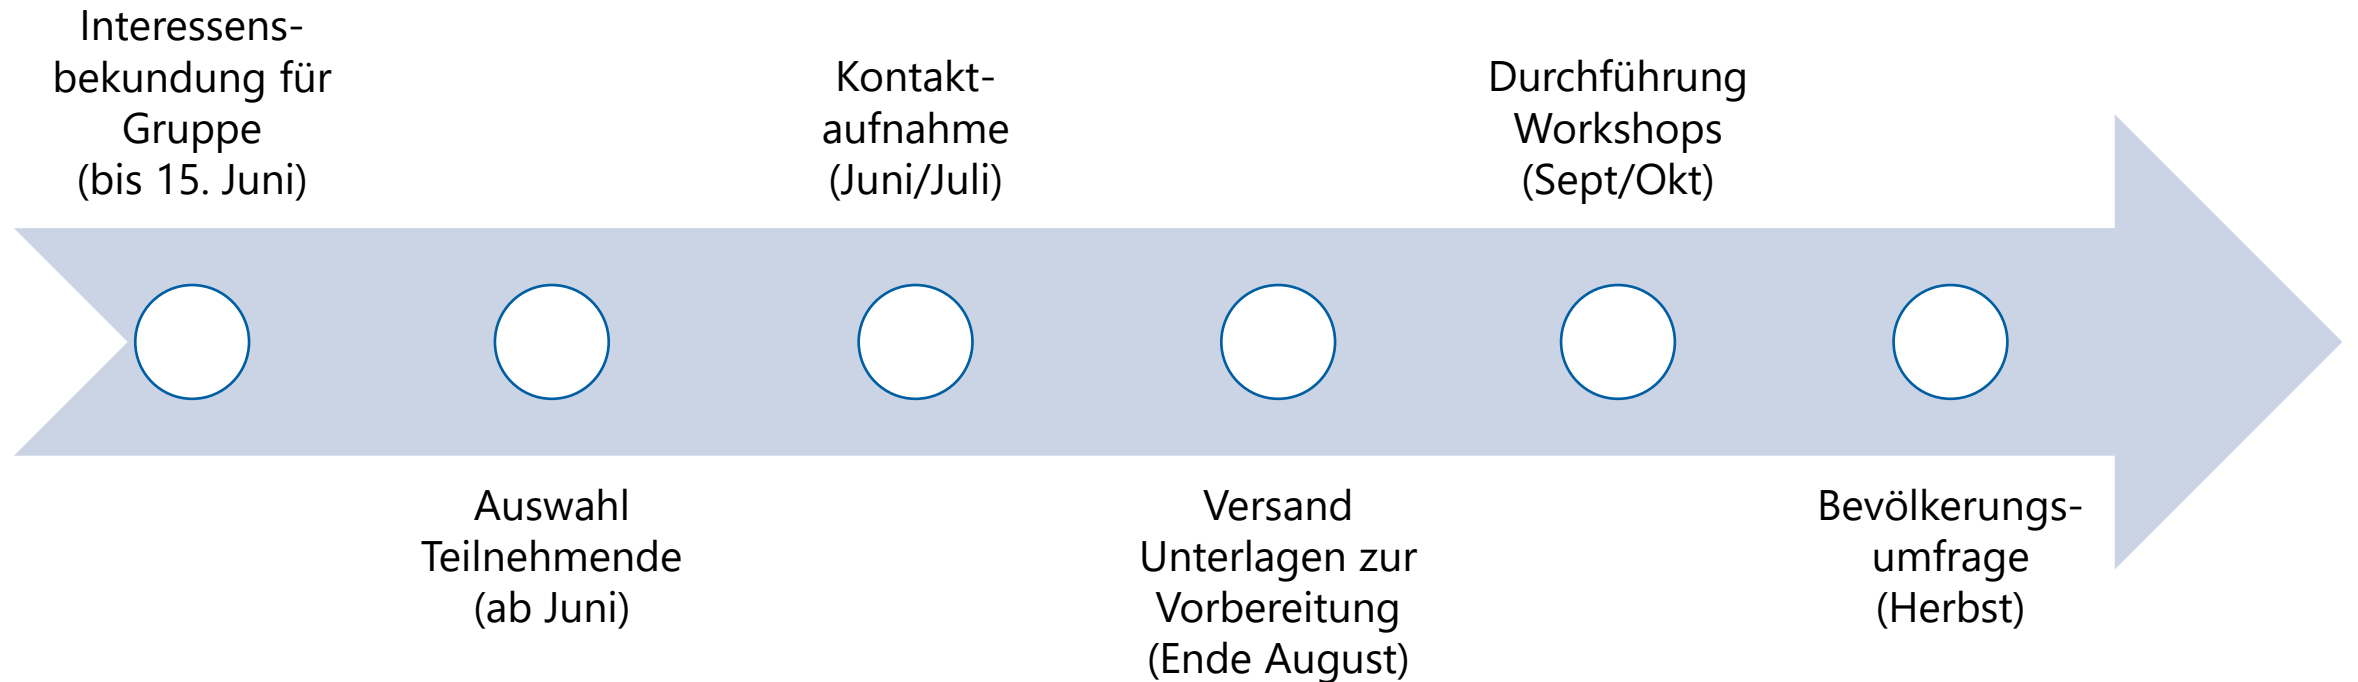 Interessens-
bekundung für
Gruppe
(bis 15. Juni)
Auswahl
Teilnehmende
(ab Juni)
Kontakt-
aufnahme
(Juni/Juli)
Versand
Unterlagen zur
Vorbereitung
(Ende August)
Durchführung
Workshops
(Sept/Okt)
Bevölkerungs-
umfrage
(Herbst)